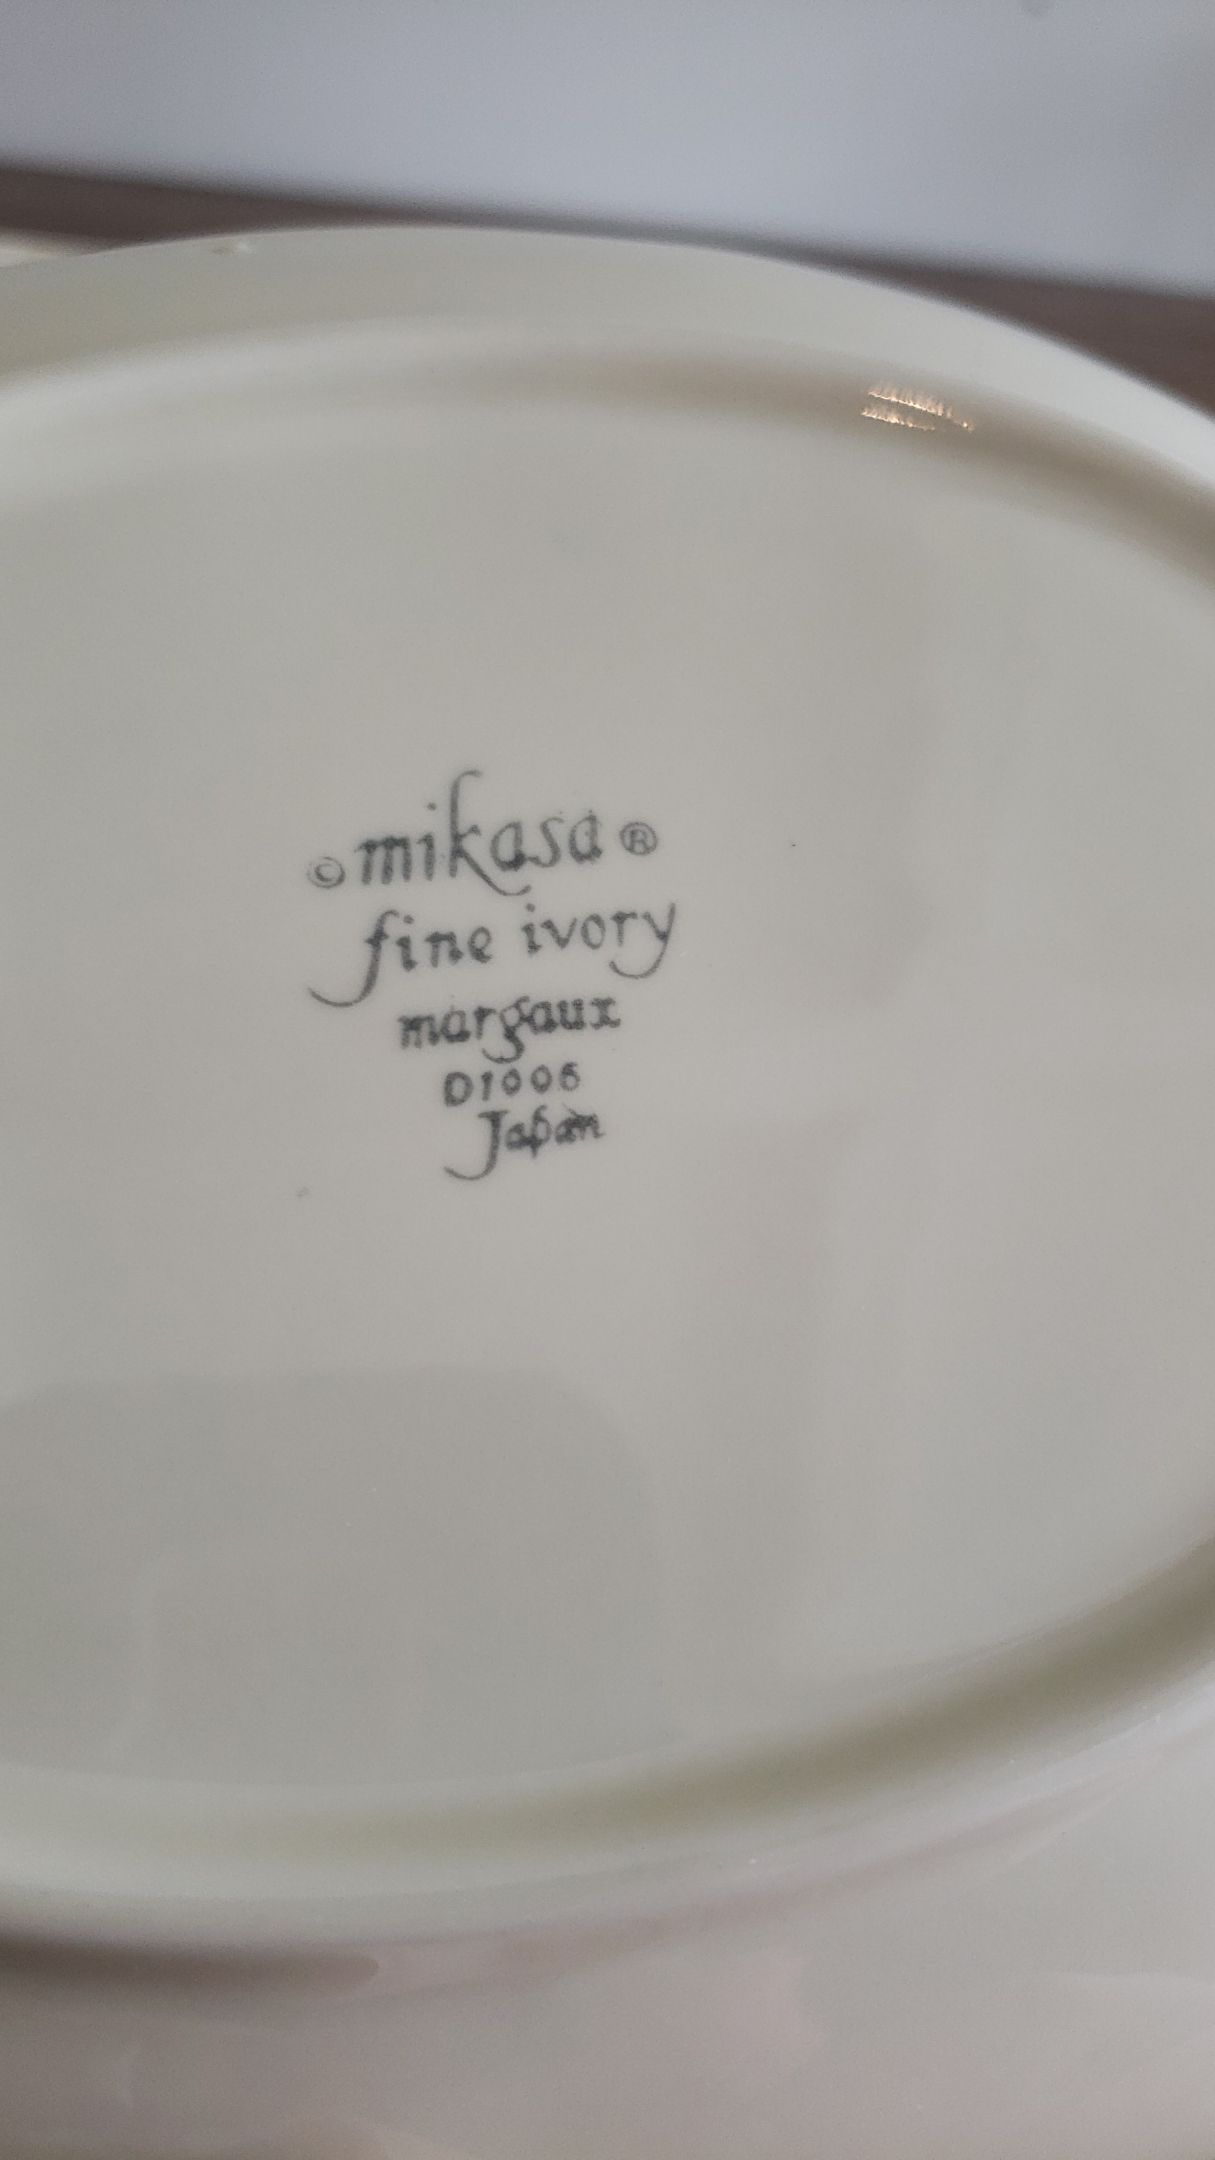 ©mikasa®
fine ivory
margaux
D1006
Japan